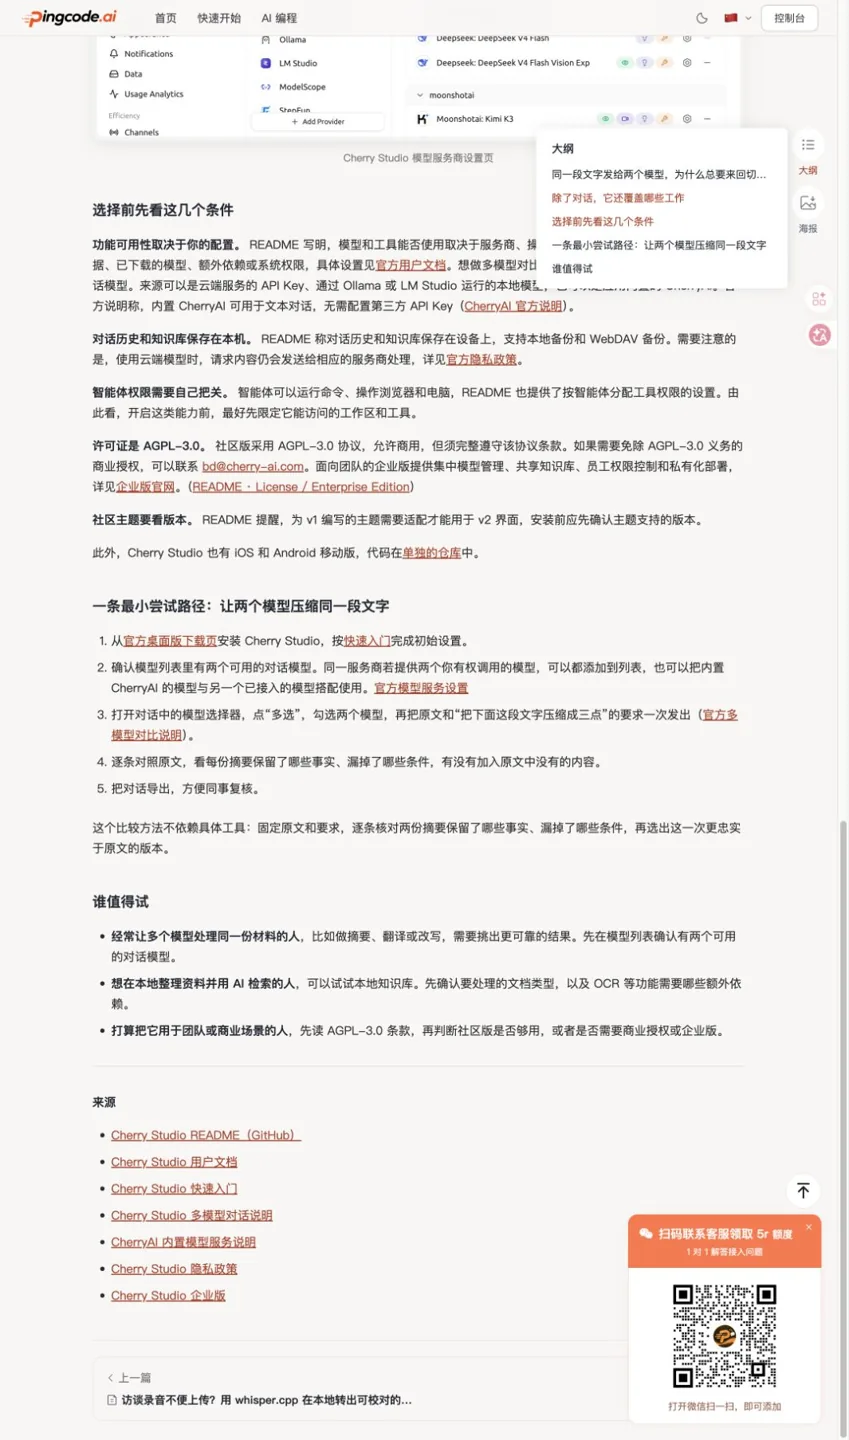 Pingcode.ai
首页
快速开始
AI 编程
控制台
Notifications
Data
Usage Analytics
Efficiency
Channels
Ollama
LM Studio
ModelScope
StepFun
+ Add Provider
Deepseek: DeepSeek V4 Flash
Deepseek: DeepSeek V4 Flash Vision Exp
moonshotai
Moonshotai: Kimi K3
Cherry Studio 模型服务商设置页
大纲
同一段文字发给两个模型，为什么总要来回切...
除了对话，它还覆盖哪些工作
选择前先看这几个条件
一条最小尝试路径：让两个模型压缩同一段文字
谁值得试
大纲
海报
选择前先看这几个条件
功能可用性取决于你的配置。 README 写明，模型和工具能否使用取决于服务商、
据、已下载的模型、额外依赖或系统权限，具体设置见官方用户文档。想做多模型对比
话模型。来源可以是云端服务的 API Key、通过 Ollama 或 LM Studio 运行的本地模型，
方说明称，内置 CherryAI 可用于文本对话，无需配置第三方 API Key（CherryAI 官方说明）。
对话历史和知识库保存在本机。 README 称对话历史和知识库保存在设备上，支持本地备份和 WebDAV 备份。需要注意的
是，使用云端模型时，请求内容仍会发送给相应的服务商处理，详见官方隐私政策。
智能体权限需要自己把关。 智能体可以运行命令、操作浏览器和电脑，README 也提供了按智能体分配工具权限的设置。由
此看，开启这类能力前，最好先限定它能访问的工作区和工具。
许可证是 AGPL-3.0。 社区版采用 AGPL-3.0 协议，允许商用，但须完整遵守该协议条款。如果需要免除 AGPL-3.0 义务的
商业授权，可以联系 bd@cherry-ai.com。面向团队的企业版提供集中模型管理、共享知识库、员工权限控制和私有化部署，
详见企业版官网。（README · License / Enterprise Edition）
社区主题要看版本。 README 提醒，为 v1 编写的主题需要适配才能用于 v2 界面，安装前应先确认主题支持的版本。
此外，Cherry Studio 也有 iOS 和 Android 移动版，代码在单独的仓库中。
一条最小尝试路径：让两个模型压缩同一段文字
1. 从官方桌面版下载页安装 Cherry Studio，按快速入门完成初始设置。
2. 确认模型列表里有两个可用的对话模型。同一服务商若提供两个你有权调用的模型，可以都添加到列表，也可以把内置
CherryAI 的模型与另一个已接入的模型搭配使用。官方模型服务设置
3. 打开对话中的模型选择器，点“多选”，勾选两个模型，再把原文和“把下面这段文字压缩成三点”的要求一次发出（官方多
模型对比说明）。
4. 逐条对照原文，看每份摘要保留了哪些事实、漏掉了哪些条件，有没有加入原文中没有的内容。
5. 把对话导出，方便同事复核。
这个比较方法不依赖具体工具：固定原文和要求，逐条核对两份摘要保留了哪些事实、漏掉了哪些条件，再选出这一次更忠实
于原文的版本。
谁值得试
• 经常让多个模型处理同一份材料的人，比如做摘要、翻译或改写，需要挑出更可靠的结果。先在模型列表确认有两个可用
的对话模型。
• 想在本地整理资料并用 AI 检索的人，可以试试本地知识库。先确认要处理的文档类型，以及 OCR 等功能需要哪些额外依
赖。
• 打算把它用于团队或商业场景的人，先读 AGPL-3.0 条款，再判断社区版是否够用，或者是否需要商业授权或企业版。
来源
• Cherry Studio README（GitHub）
• Cherry Studio 用户文档
• Cherry Studio 快速入门
• Cherry Studio 多模型对话说明
• CherryAI 内置模型服务说明
• Cherry Studio 隐私政策
• Cherry Studio 企业版
扫码联系客服领取 5r 额度
1 对 1 解答接入问题
打开微信扫一扫，即可添加
上一篇
访谈录音不便上传？用 whisper.cpp 在本地转出可校对的...